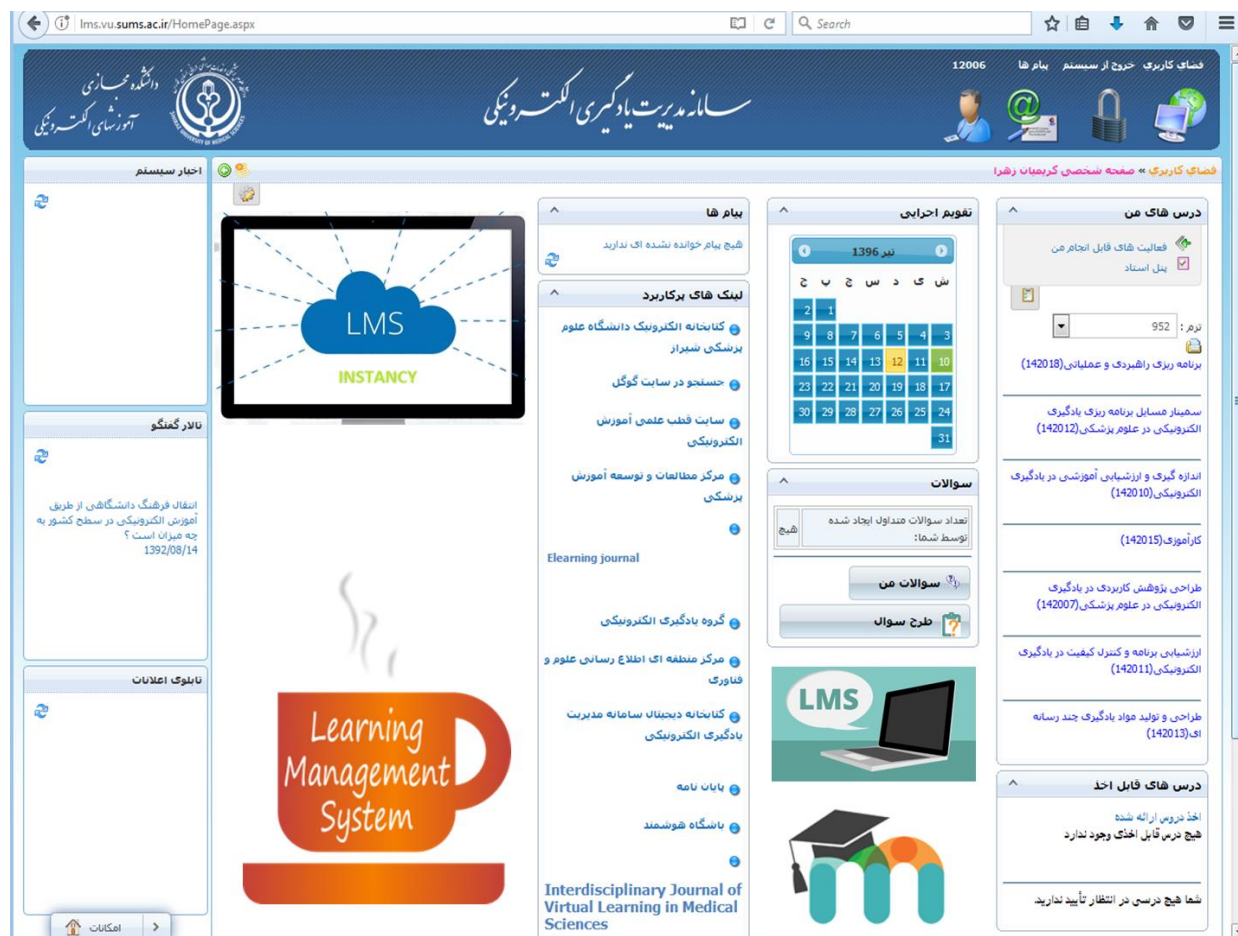 lms.vu.sums.ac.ir/HomePage.aspx
Search
فضای کاربری خروج از سیستم پیام ها 12006
سامانه مدیریت یادگیری الکترونیکی
دانشکده مجازی
آموزشهای الکترونیکی
فضای کاربری » صفحه شخصی کریمیان زهرا
درس های من
فعالیت های قابل انجام من
پنل استاد
ترم : 952
برنامه ریزی راهبردی و عملیاتی(142018)
سمینار مسایل برنامه ریزی یادگیری
الکترونیکی در علوم پزشکی(142012)
اندازه گیری و ارزشیابی آموزشی در یادگیری
الکترونیکی(142010)
کارآموزی(142015)
طراحی پژوهش کاربردی در یادگیری
الکترونیکی در علوم پزشکی(142007)
ارزشیابی برنامه و کنترل کیفیت در یادگیری
الکترونیکی(142011)
طراحی و تولید مواد یادگیری چند رسانه
ای(142013)
درس های قابل اخذ
اخذ دروس ارائه شده
هیچ درس قابل اخذی وجود ندارد
شما هیچ درسی در انتظار تأیید ندارید.
تقویم اجرایی
تیر 1396
ش ی د س چ پ ج
1 2
3 4 5 6 7 8 9
10 11 12 13 14 15 16
17 18 19 20 21 22 23
24 25 26 27 28 29 30
31
سوالات
تعداد سوالات متداول ایجاد شده
توسط شما:
هیچ
سوالات من
طرح سوال
LMS
پیام ها
هیچ پیام خوانده نشده ای ندارید
لینک های پرکاربرد
کتابخانه الکترونیک دانشگاه علوم
پزشکی شیراز
جستجو در سایت گوگل
سایت قطب علمی آموزش
الکترونیکی
مرکز مطالعات و توسعه آموزش
پزشکی
Elearning journal
گروه یادگیری الکترونیکی
مرکز منطقه ای اطلاع رسانی علوم و
فناوری
کتابخانه دیجیتال سامانه مدیریت
یادگیری الکترونیکی
پایان نامه
باشگاه هوشمند
Interdisciplinary Journal of
Virtual Learning in Medical
Sciences
LMS
INSTANCY
Learning
Management
System
اخبار سیستم
تالار گفتگو
انتقال فرهنگ دانشگاهی از طریق
آموزش الکترونیکی در سطح کشور به
چه میزان است ؟
1392/08/14
تابلوی اعلانات
امکانات